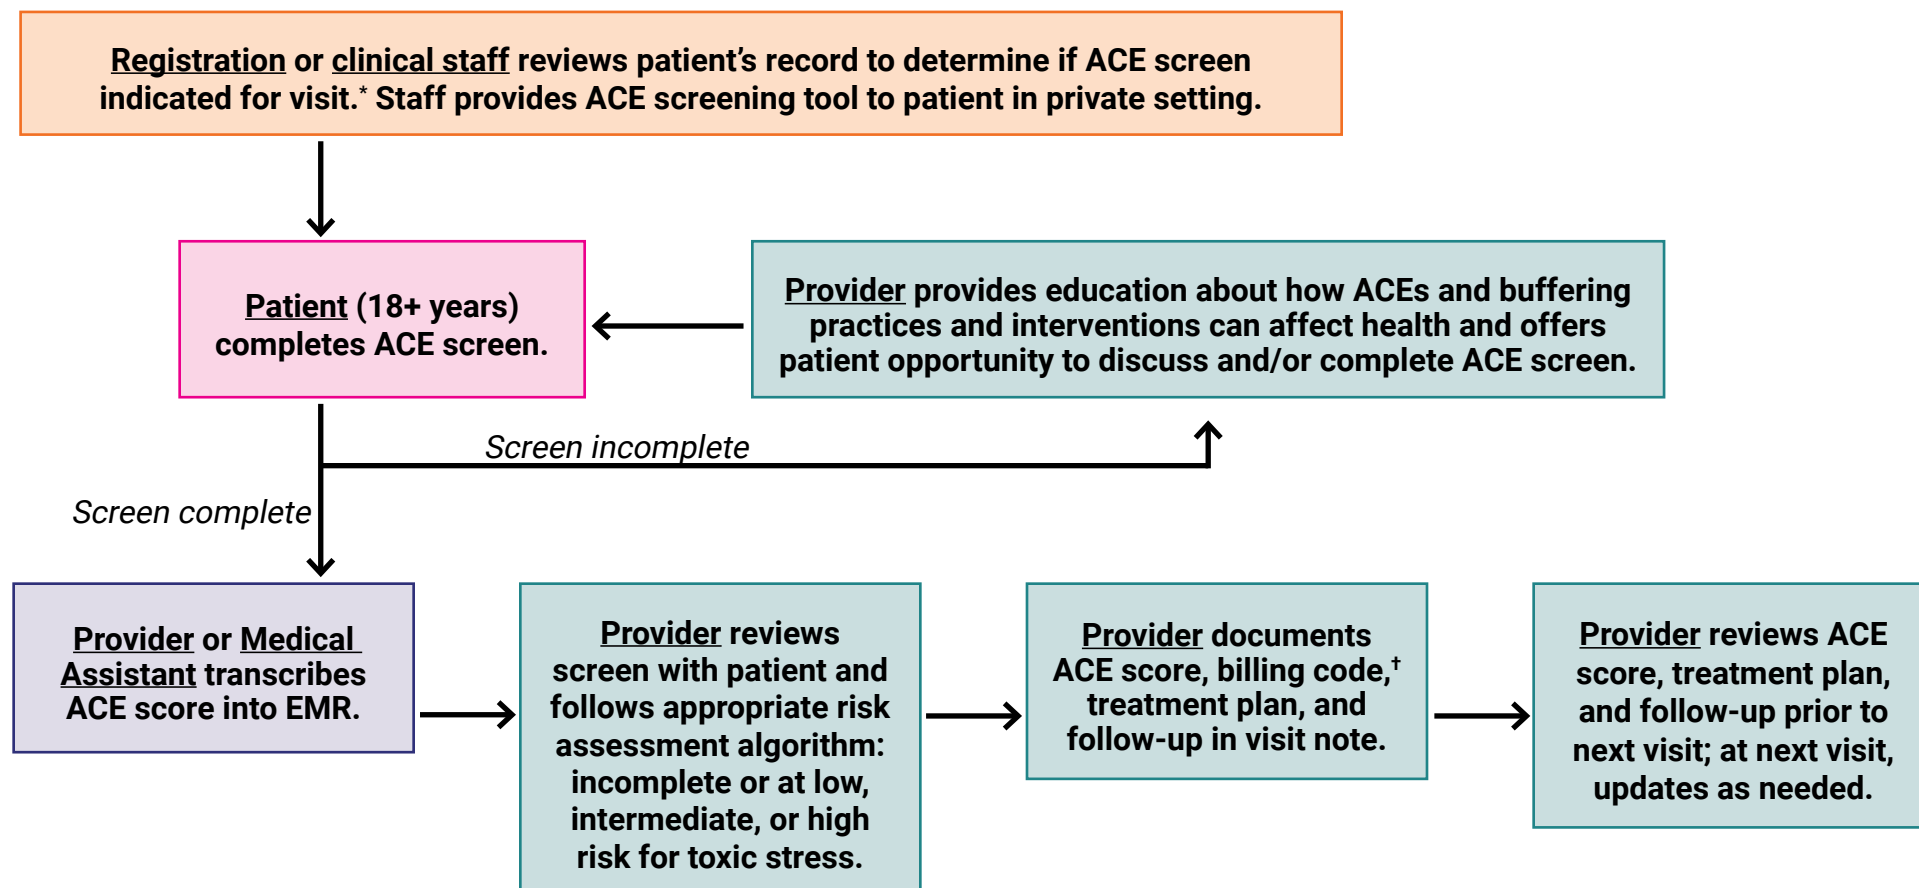 Registration or clinical staff reviews patient’s record to determine if ACE screen
indicated for visit.* Staff provides ACE screening tool to patient in private setting.
Patient (18+ years)
completes ACE screen.
Provider provides education about how ACEs and buffering
practices and interventions can affect health and offers
patient opportunity to discuss and/or complete ACE screen.
Screen incomplete
Screen complete
Provider or Medical
Assistant transcribes
ACE score into EMR.
Provider reviews
screen with patient and
follows appropriate risk
assessment algorithm:
incomplete or at low,
intermediate, or high
risk for toxic stress.
Provider documents
ACE score, billing code,†
treatment plan, and
follow-up in visit note.
Provider reviews ACE
score, treatment plan,
and follow-up prior to
next visit; at next visit,
updates as needed.